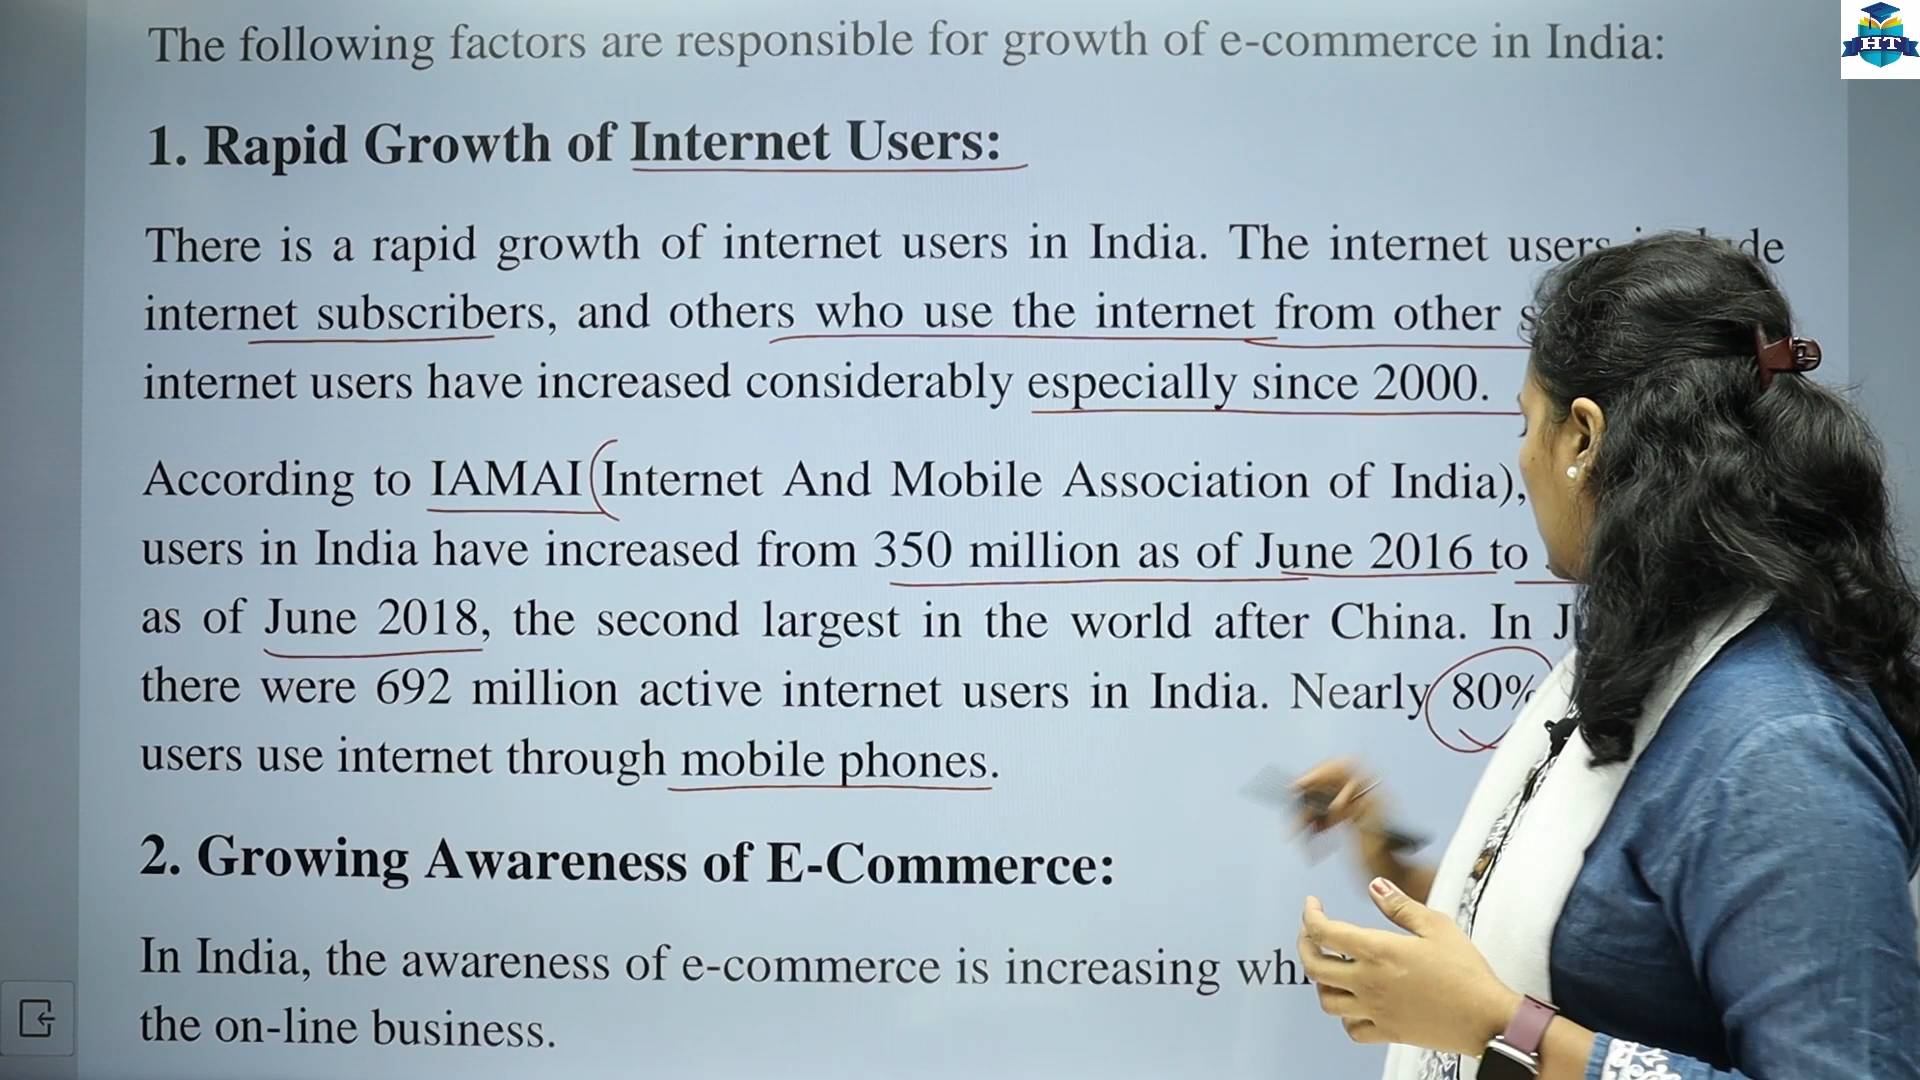 The following factors are responsible for growth of e-commerce in India:
HT
1. Rapid Growth of Internet Users:
There is a rapid growth of internet users in India. The internet users
internet subscribers, and others who use the internet from other
internet users have increased considerably especially since 2000.
According to IAMAI (Internet And Mobile Association of India),
users in India have increased from 350 million as of June 2016 to
as of June 2018, the second largest in the world after China. In
there were 692 million active internet users in India. Nearly 80%
users use internet through mobile phones.
2. Growing Awareness of E-Commerce:
In India, the awareness of e-commerce is increasing
the on-line business.